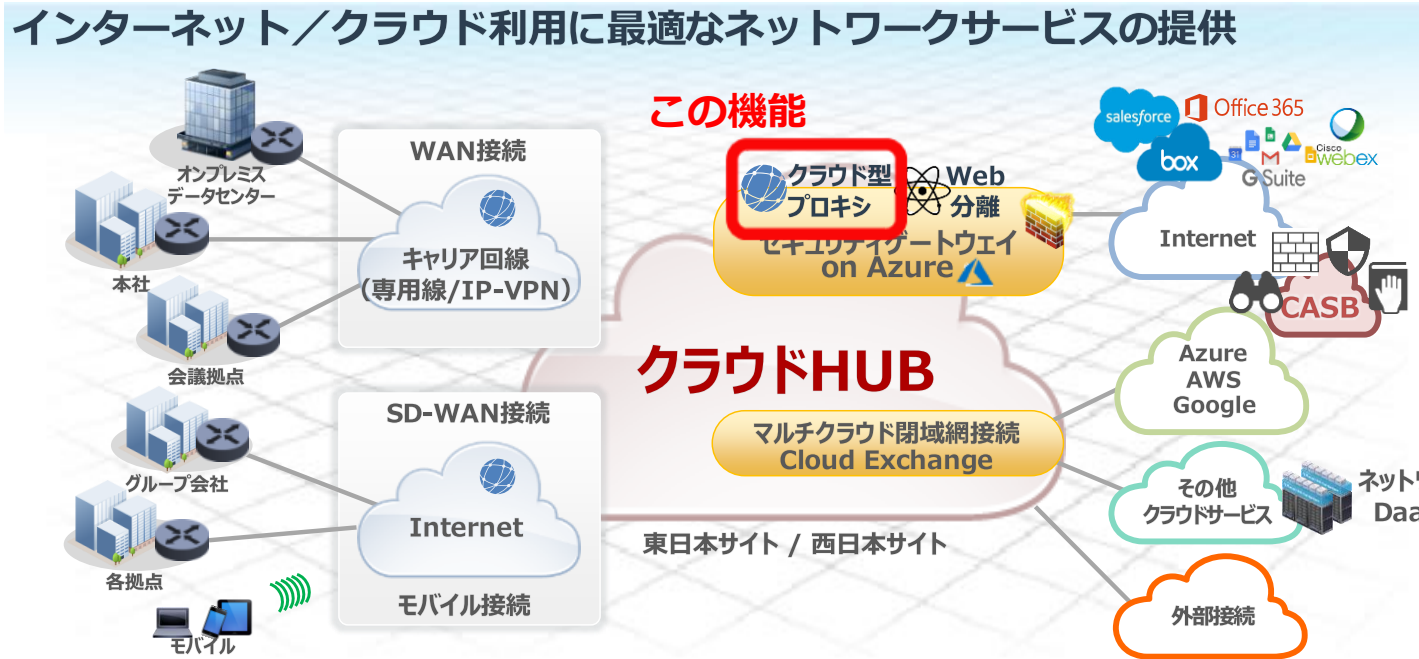 インターネット／クラウド利用に最適なネットワークサービスの提供
この機能
オンプレミス
データセンター
本社
会議拠点
グループ会社
各拠点
モバイル
WAN接続
キャリア回線
（専用線/IP-VPN）
SD-WAN接続
Internet
モバイル接続
クラウド型
プロキシ
Web
分離
セキュリティゲートウェイ
on Azure
クラウドHUB
マルチクラウド閉域網接続
Cloud Exchange
東日本サイト / 西日本サイト
salesforce
Office 365
box
31
G Suite
Cisco
webex
Internet
CASB
Azure
AWS
Google
その他
クラウドサービス
外部接続